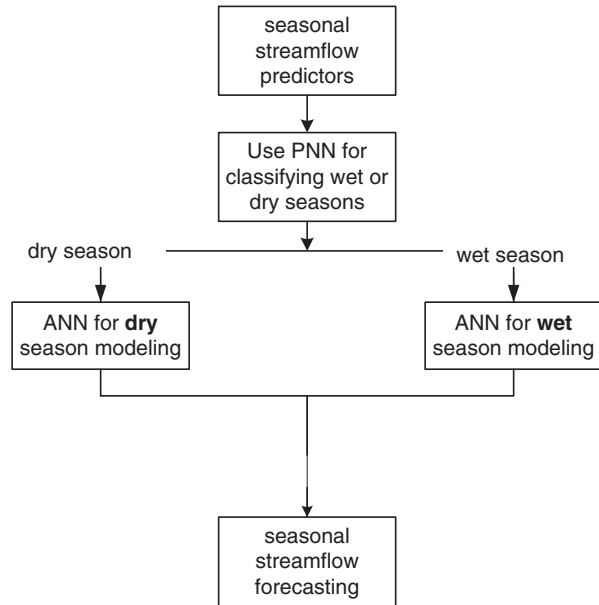 seasonal
streamflow
predictors
Use PNN for
classifying wet or
dry seasons
dry season
wet season
ANN for dry
season modeling
ANN for wet
season modeling
seasonal
streamflow
forecasting